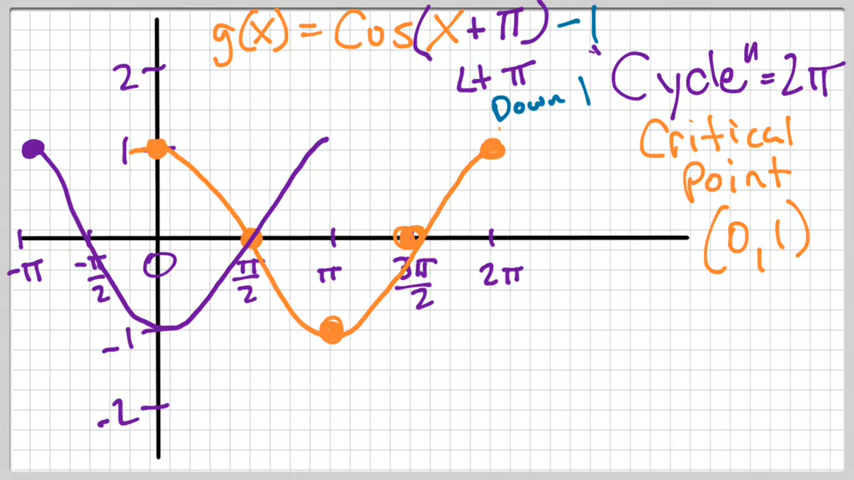 g(x) = Cos(x + π) - 1
L + π
Down 1
Cycle" = 2π
Critical
Point
(0,1)
2
1
-π
-π/2
0
π/2
π
3π/2
2π
-1
-2